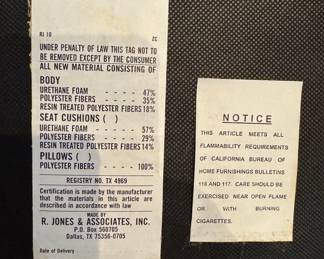 RJ 10 ZC
UNDER PENALTY OF LAW THIS TAG NOT TO
BE REMOVED EXCEPT BY THE CONSUMER
ALL NEW MATERIAL CONSISTING OF
BODY
URETHANE FOAM - - - - - 47%
POLYESTER FIBERS - - - - - 35%
RESIN TREATED POLYESTER FIBERS 18%
SEAT CUSHIONS ( )
URETHANE FOAM - - - - - 57%
POLYESTER FIBERS - - - - - 29%
RESIN TREATED POLYESTER FIBERS 14%
PILLOWS ( )
POLYESTER FIBERS - - - - - 100%
REGISTRY NO. TX 4969
Certification is made by the manufacturer
that the materials in this article are
described in accordance with law
MADE BY
R. JONES & ASSOCIATES, INC.
P.O. Box 560705
Dallas, TX 75356-0705
Date of Delivery
NOTICE
THIS ARTICLE MEETS ALL
FLAMMABILITY REQUIREMENTS
OF CALIFORNIA BUREAU OF
HOME FURNISHINGS BULLETINS
116 AND 117. CARE SHOULD BE
EXERCISED NEAR OPEN FLAME
OR WITH BURNING
CIGARETTES.